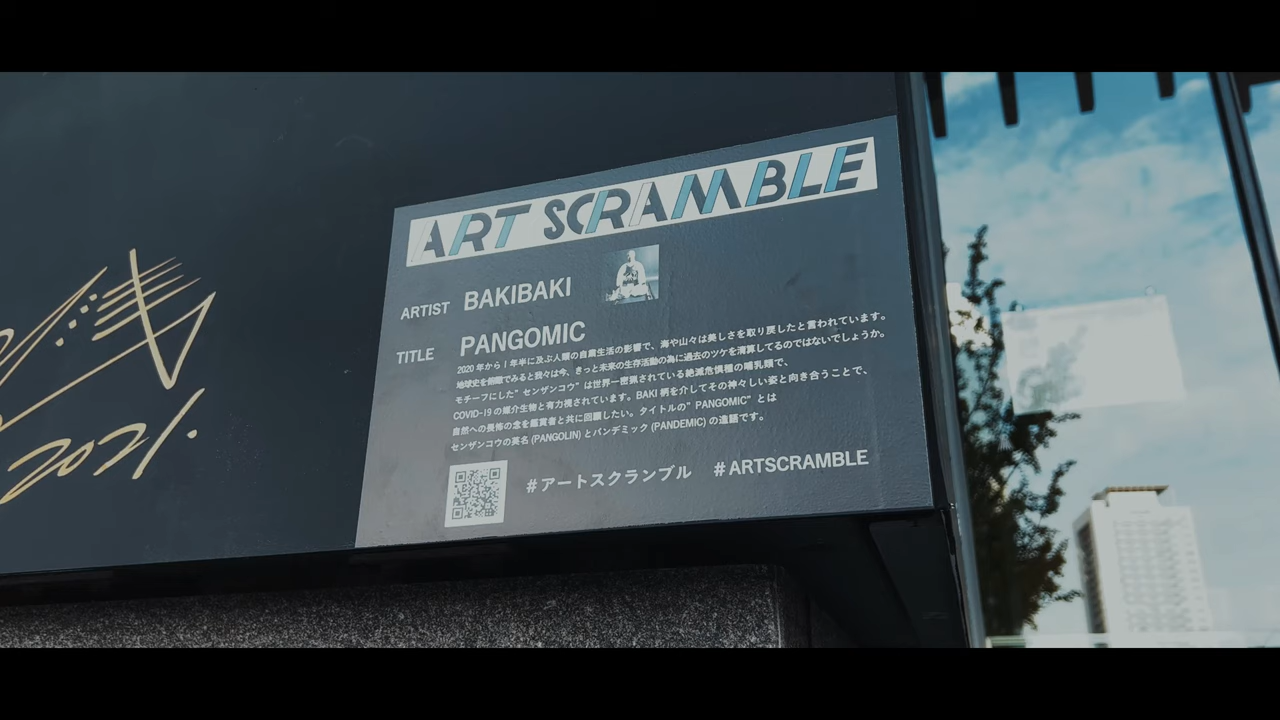 ART SCRAMBLE
ARTIST BAKIBAKI
TITLE PANGOMIC
2020 年から1年半に及ぶ人類の自粛生活の影響で、海や山々は美しさを取り戻したと言われています。
地球史を俯瞰でみると我々は今、きっと未来の生存活動の為に過去のツケを清算してるのではないでしょうか。
モチーフにした"センザンコウ"は世界一密猟されている絶滅危惧種の哺乳類で、
COVID-19 の媒介生物と有力視されています。BAKI 柄を介してその神々しい姿と向き合うことで、
自然への畏怖の念を鑑賞者と共に回顧したい。タイトルの"PANGOMIC"とは
センザンコウの英名 (PANGOLIN) とパンデミック (PANDEMIC) の造語です。
#アートスクランブル #ARTSCRAMBLE
2021.